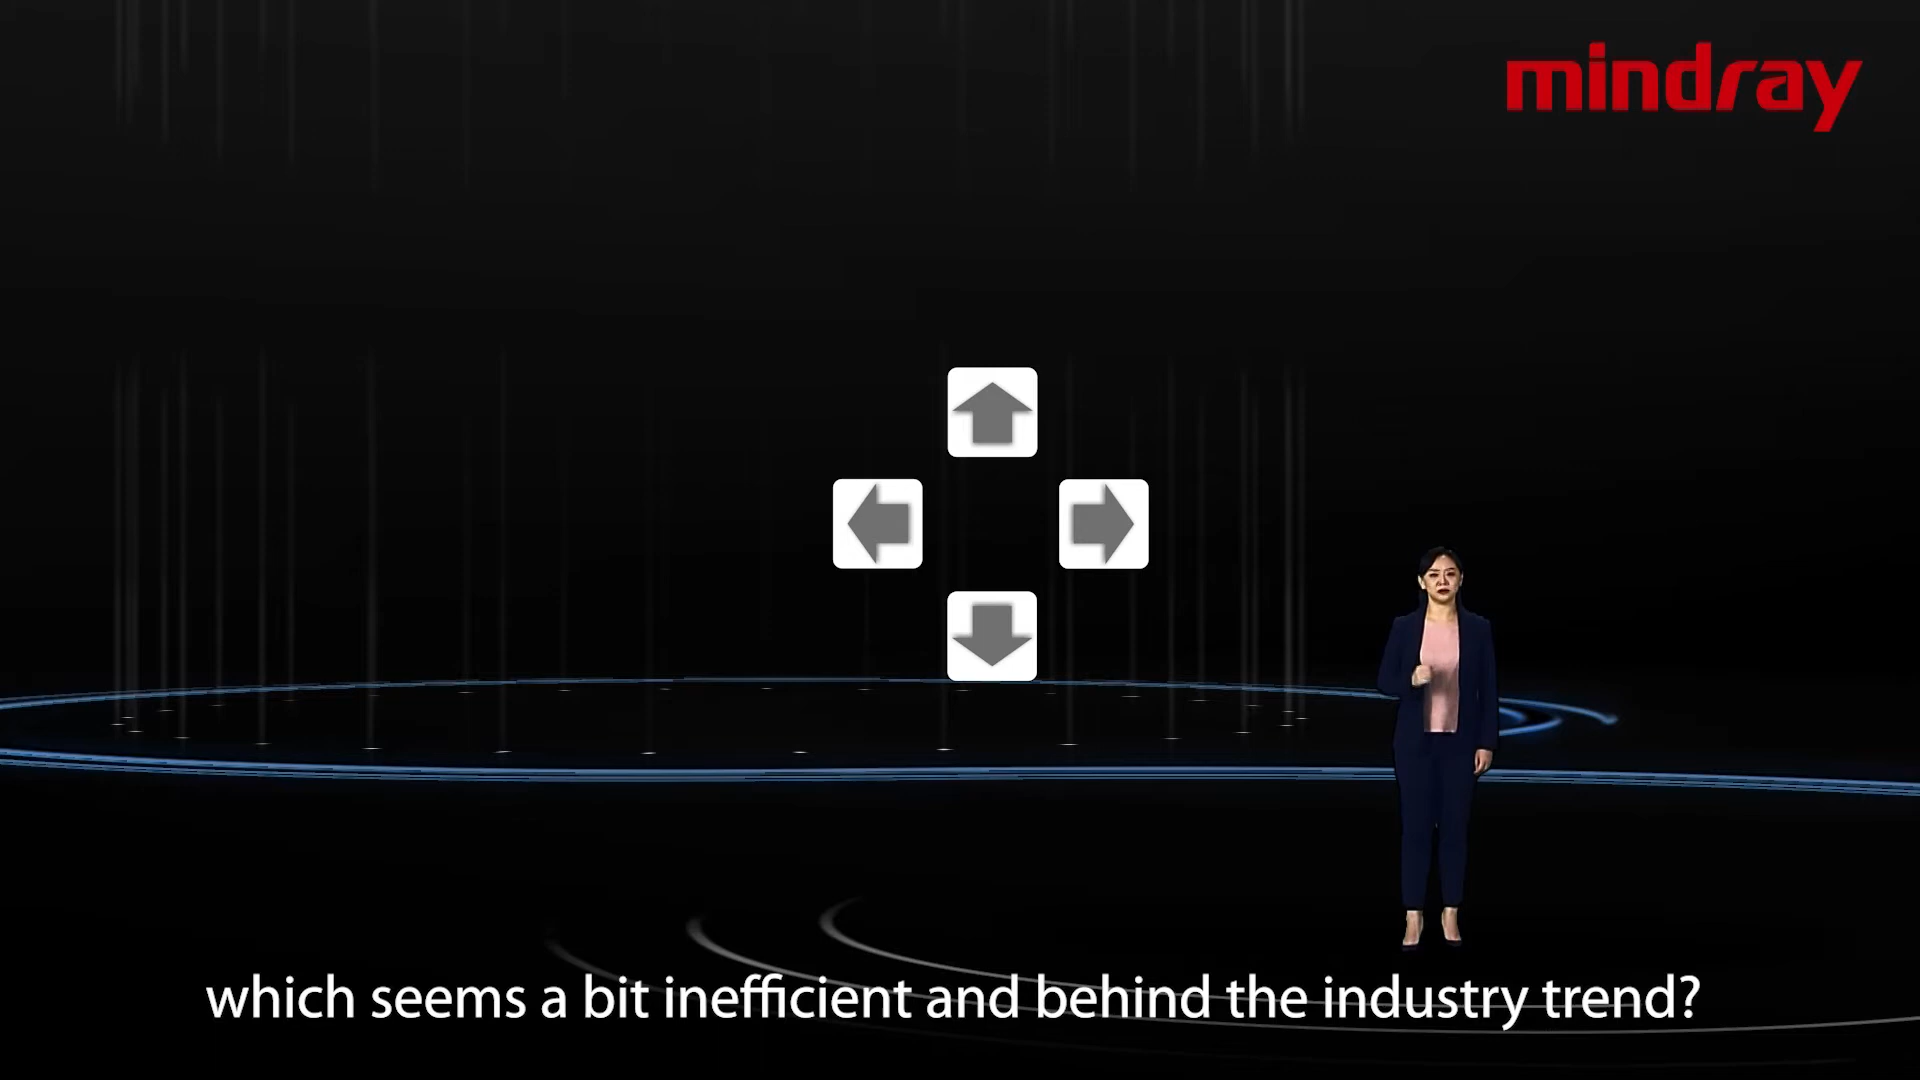 mindray
which seems a bit inefficient and behind the industry trend?